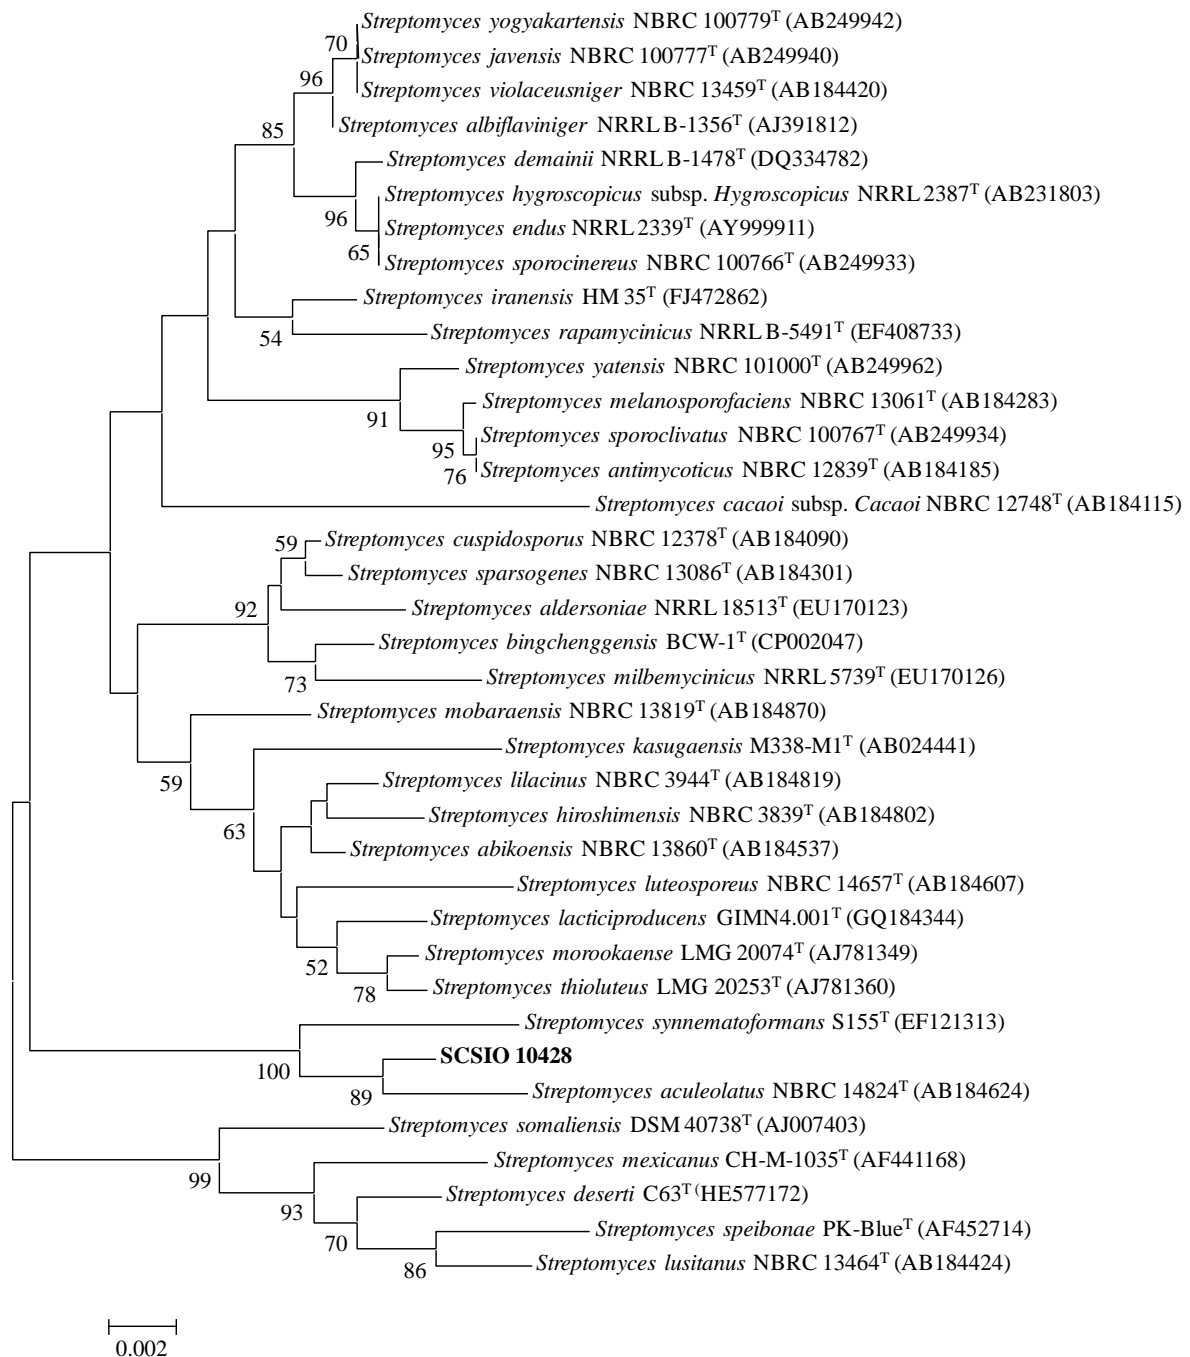 Streptomyces yogyakartensis NBRC 100779T (AB249942)
70
Streptomyces javensis NBRC 100777T (AB249940)
96
Streptomyces violaceusniger NBRC 13459T (AB184420)
Streptomyces albiflaviniger NRRL B-1356T (AJ391812)
85
Streptomyces demainii NRRL B-1478T (DQ334782)
Streptomyces hygroscopicus subsp. Hygroscopicus NRRL 2387T (AB231803)
96
Streptomyces endus NRRL 2339T (AY999911)
65
Streptomyces sporocinereus NBRC 100766T (AB249933)
Streptomyces iranensis HM 35T (FJ472862)
54
Streptomyces rapamycinicus NRRL B-5491T (EF408733)
Streptomyces yatensis NBRC 101000T (AB249962)
Streptomyces melanosporofaciens NBRC 13061T (AB184283)
91
Streptomyces sporoclivatus NBRC 100767T (AB249934)
95
Streptomyces antimycoticus NBRC 12839T (AB184185)
76
Streptomyces cacaoi subsp. Cacaoi NBRC 12748T (AB184115)
Streptomyces cuspidosporus NBRC 12378T (AB184090)
59
Streptomyces sparsogenes NBRC 13086T (AB184301)
92
Streptomyces aldersoniae NRRL 18513T (EU170123)
Streptomyces bingchenggensis BCW-1T (CP002047)
73
Streptomyces milbemycinicus NRRL 5739T (EU170126)
Streptomyces mobaraensis NBRC 13819T (AB184870)
Streptomyces kasugaensis M338-M1T (AB024441)
59
Streptomyces lilacinus NBRC 3944T (AB184819)
Streptomyces hiroshimensis NBRC 3839T (AB184802)
63
Streptomyces abikoensis NBRC 13860T (AB184537)
Streptomyces luteosporeus NBRC 14657T (AB184607)
Streptomyces lacticiproducens GIMN4.001T (GQ184344)
Streptomyces morookaense LMG 20074T (AJ781349)
52
Streptomyces thioluteus LMG 20253T (AJ781360)
78
Streptomyces synnematoformans S155T (EF121313)
SCSIO 10428
100
Streptomyces aculeolatus NBRC 14824T (AB184624)
89
Streptomyces somaliensis DSM 40738T (AJ007403)
Streptomyces mexicanus CH-M-1035T (AF441168)
99
Streptomyces deserti C63T (HE577172)
93
Streptomyces speibonae PK-BlueT (AF452714)
70
Streptomyces lusitanus NBRC 13464T (AB184424)
86
0.002